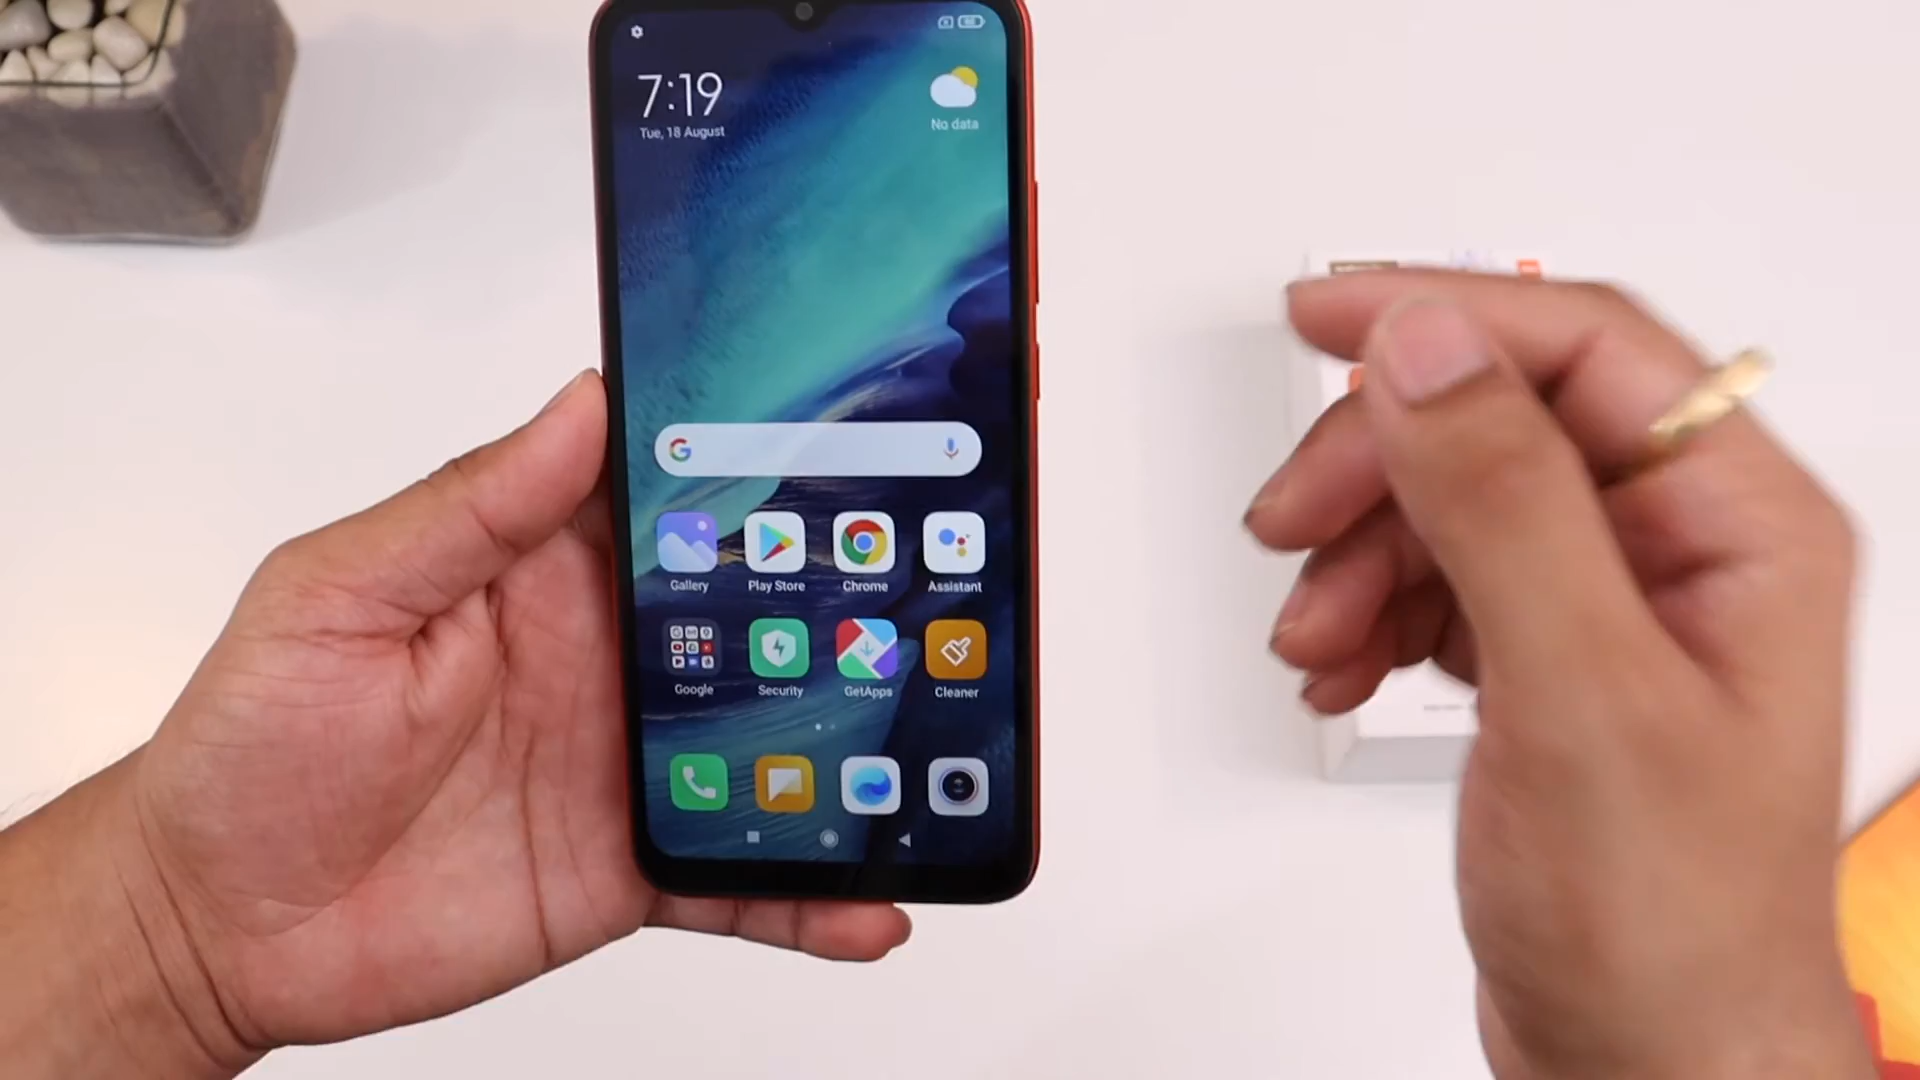 7:19
Tue, 18 August
No data
Gallery
Play Store
Chrome
Assistant
Google
Security
GetApps
Cleaner